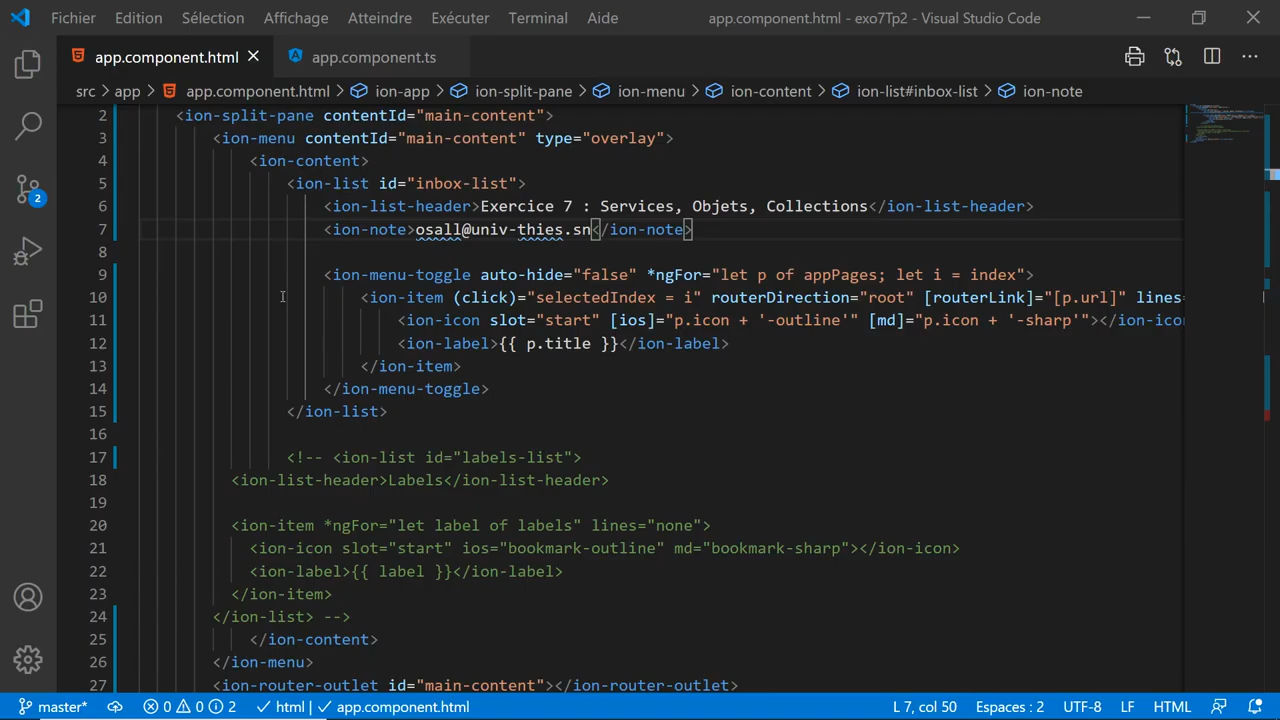 Fichier Edition Sélection Affichage Atteindre Exécuter Terminal Aide app.component.html - exo7Tp2 - Visual Studio Code
app.component.html app.component.ts
src > app > app.component.html > ion-app > ion-split-pane > ion-menu > ion-content > ion-list#inbox-list > ion-note
2 <ion-split-pane contentId="main-content">
3 <ion-menu contentId="main-content" type="overlay">
4 <ion-content>
5 <ion-list id="inbox-list">
6 <ion-list-header>Exercice 7 : Services, Objets, Collections</ion-list-header>
7 <ion-note>osall@univ-thies.sn</ion-note>
8
9 <ion-menu-toggle auto-hide="false" *ngFor="let p of appPages; let i = index">
10 <ion-item (click)="selectedIndex = i" routerDirection="root" [routerLink]="[p.url]" lines=
11 <ion-icon slot="start" [ios]="p.icon + '-outline'" [md]="p.icon + '-sharp'"></ion-ico
12 <ion-label>{{ p.title }}</ion-label>
13 </ion-item>
14 </ion-menu-toggle>
15 </ion-list>
16
17 <!-- <ion-list id="labels-list">
18 <ion-list-header>Labels</ion-list-header>
19
20 <ion-item *ngFor="let label of labels" lines="none">
21 <ion-icon slot="start" ios="bookmark-outline" md="bookmark-sharp"></ion-icon>
22 <ion-label>{{ label }}</ion-label>
23 </ion-item>
24 </ion-list> -->
25 </ion-content>
26 </ion-menu>
27 <ion-router-outlet id="main-content"></ion-router-outlet>
2
master* 0 0 2 html | app.component.html L 7, col 50 Espaces : 2 UTF-8 LF HTML